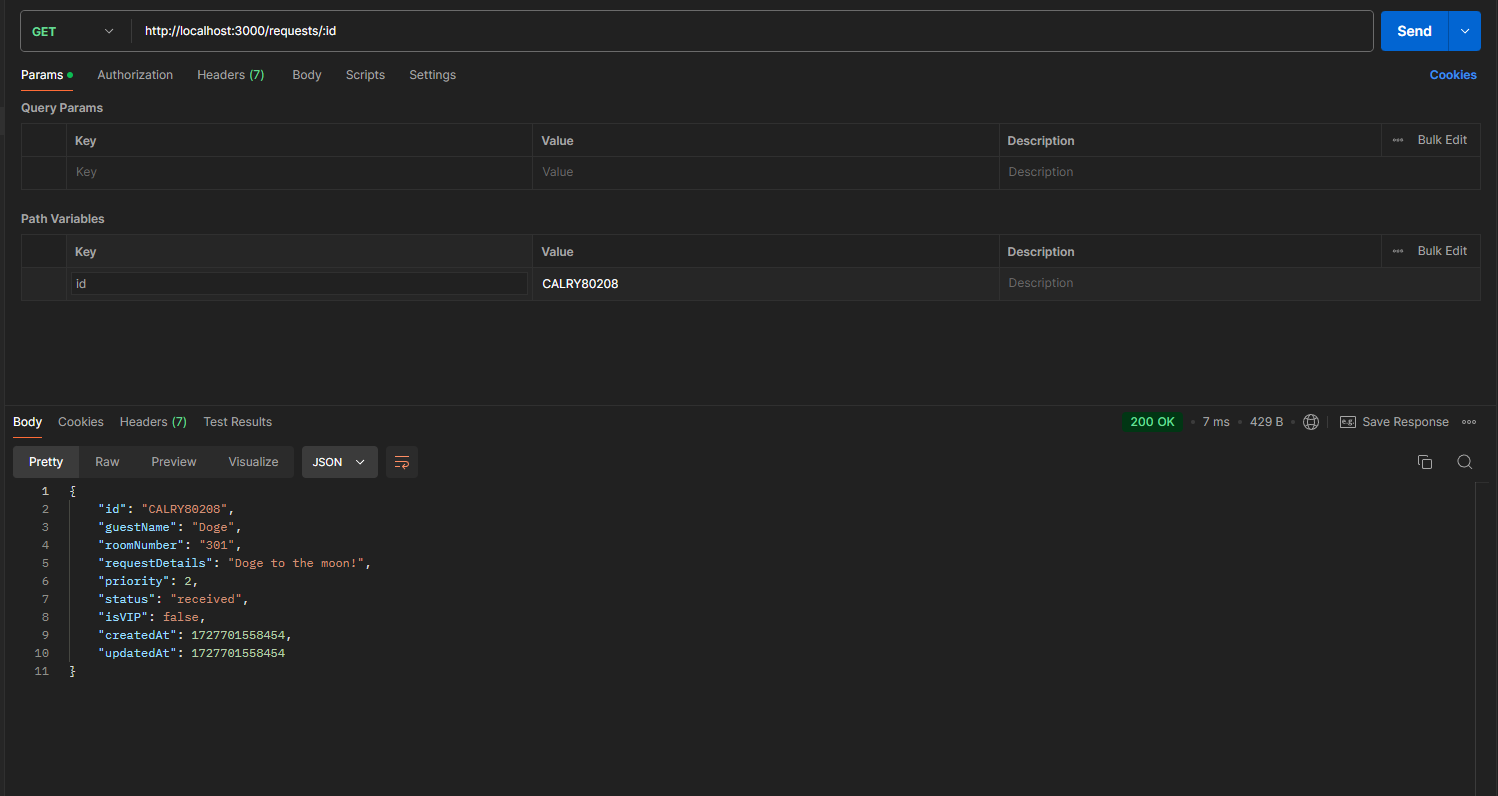 GET http://localhost:3000/requests/:id Send
Params Authorization Headers (7) Body Scripts Settings Cookies
Query Params
Key Value Description Bulk Edit
Key Value Description
Path Variables
Key Value Description Bulk Edit
id CALRY80208 Description
Body Cookies Headers (7) Test Results 200 OK 7 ms 429 B e.g. Save Response
Pretty Raw Preview Visualize JSON
1 {
2 "id": "CALRY80208",
3 "guestName": "Doge",
4 "roomNumber": "301",
5 "requestDetails": "Doge to the moon!",
6 "priority": 2,
7 "status": "received",
8 "isVIP": false,
9 "createdAt": 1727701558454,
10 "updatedAt": 1727701558454
11 }